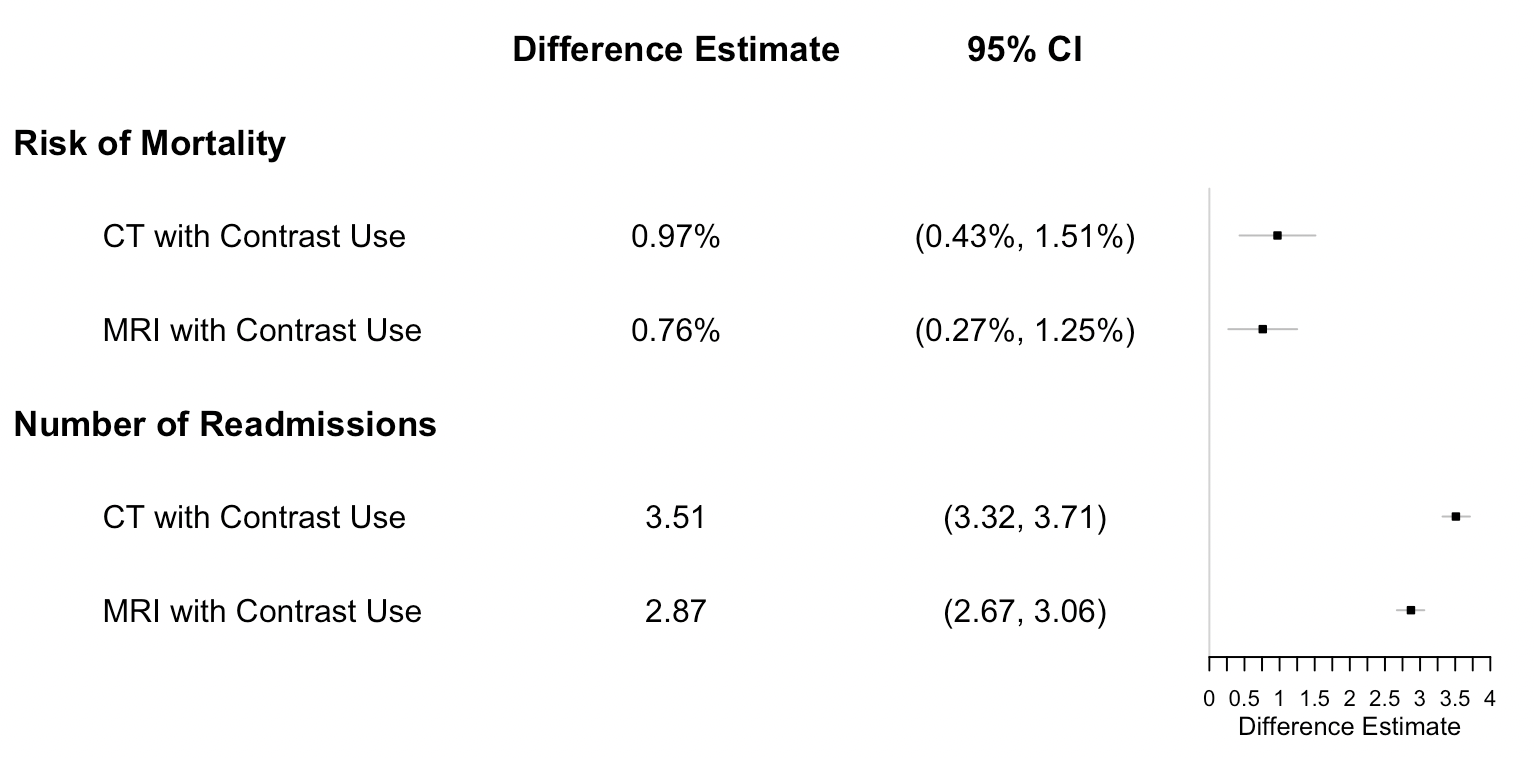 Difference Estimate 95% CI
Risk of Mortality
CT with Contrast Use 0.97% (0.43%, 1.51%)
MRI with Contrast Use 0.76% (0.27%, 1.25%)
Number of Readmissions
CT with Contrast Use 3.51 (3.32, 3.71)
MRI with Contrast Use 2.87 (2.67, 3.06)
0 0.5 1 1.5 2 2.5 3 3.5 4
Difference Estimate